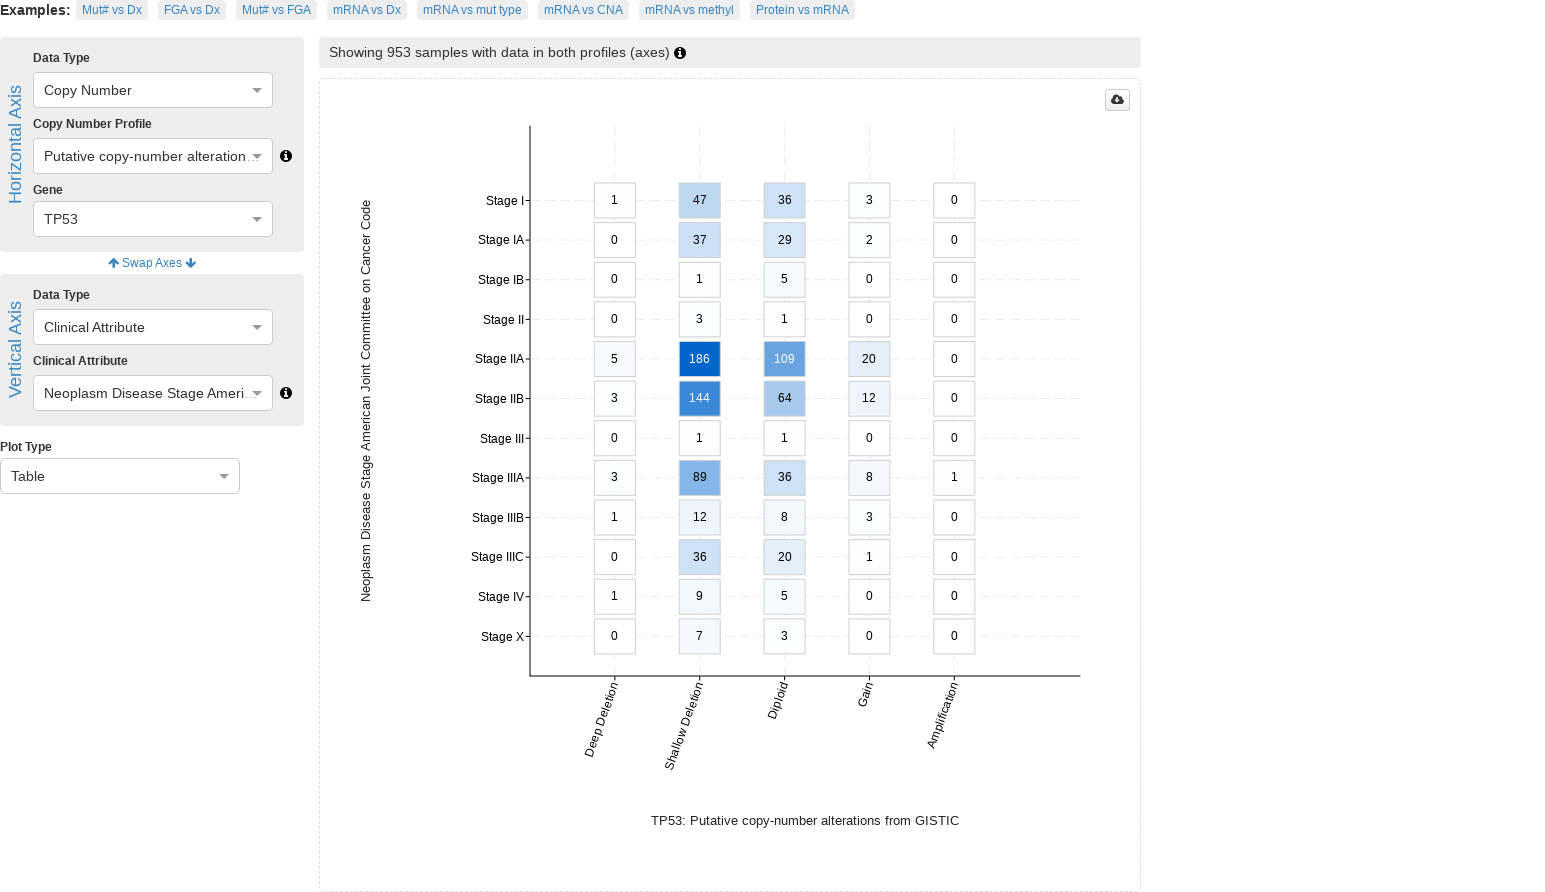 Examples: Mut# vs Dx FGA vs Dx Mut# vs FGA mRNA vs Dx mRNA vs mut type mRNA vs CNA mRNA vs methyl Protein vs mRNA
Horizontal Axis
Data Type
Copy Number
Copy Number Profile
Putative copy-number alteration…
Gene
TP53
Swap Axes
Vertical Axis
Data Type
Clinical Attribute
Clinical Attribute
Neoplasm Disease Stage Ameri…
Plot Type
Table
Showing 953 samples with data in both profiles (axes)
Neoplasm Disease Stage American Joint Committee on Cancer Code
Stage I 1 47 36 3 0
Stage IA 0 37 29 2 0
Stage IB 0 1 5 0 0
Stage II 0 3 1 0 0
Stage IIA 5 186 109 20 0
Stage IIB 3 144 64 12 0
Stage III 0 1 1 0 0
Stage IIIA 3 89 36 8 1
Stage IIIB 1 12 8 3 0
Stage IIIC 0 36 20 1 0
Stage IV 1 9 5 0 0
Stage X 0 7 3 0 0
Deep Deletion Shallow Deletion Diploid Gain Amplification
TP53: Putative copy-number alterations from GISTIC